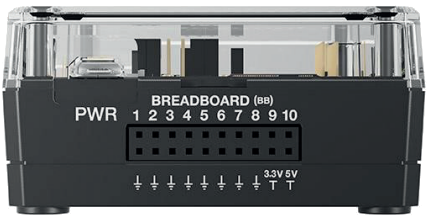 BREADBOARD (BB)
PWR 1 2 3 4 5 6 7 8 9 10
3.3V 5V